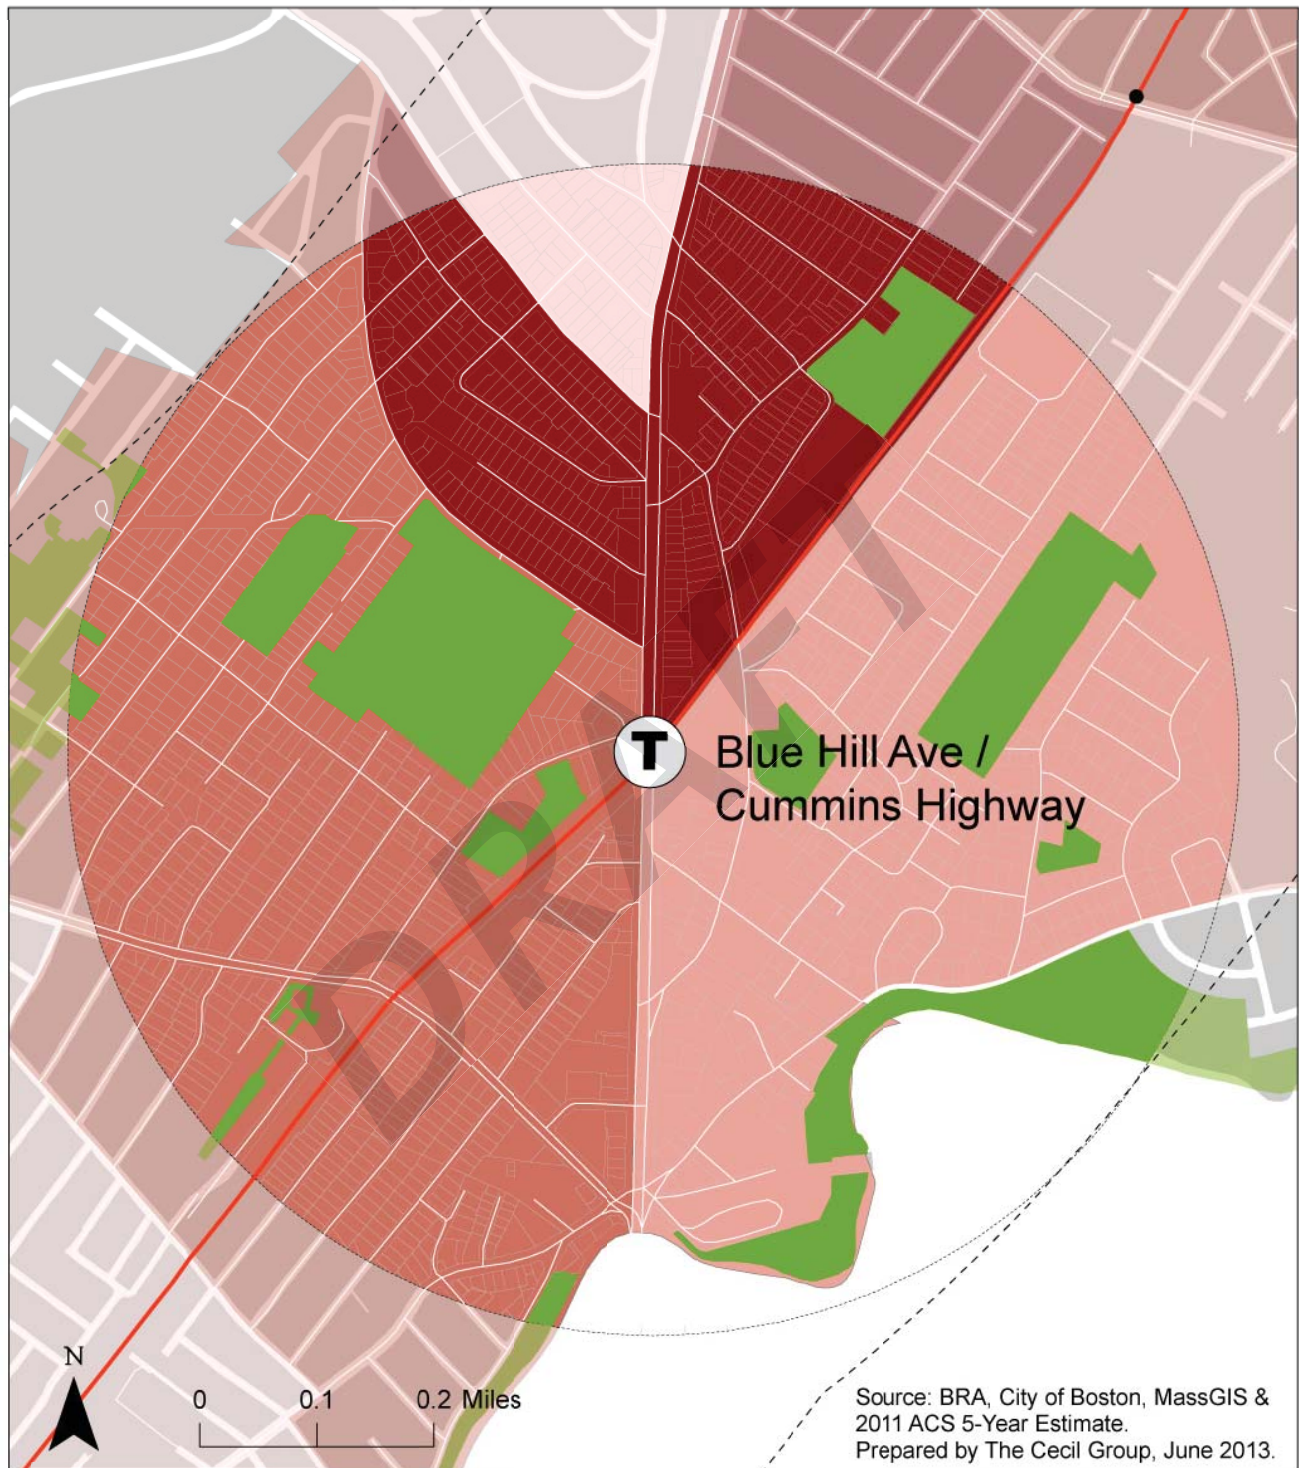 DRAFT
T
Blue Hill Ave /
Cummins Highway
N
0 0.1 0.2 Miles
Source: BRA, City of Boston, MassGIS &
2011 ACS 5-Year Estimate.
Prepared by The Cecil Group, June 2013.